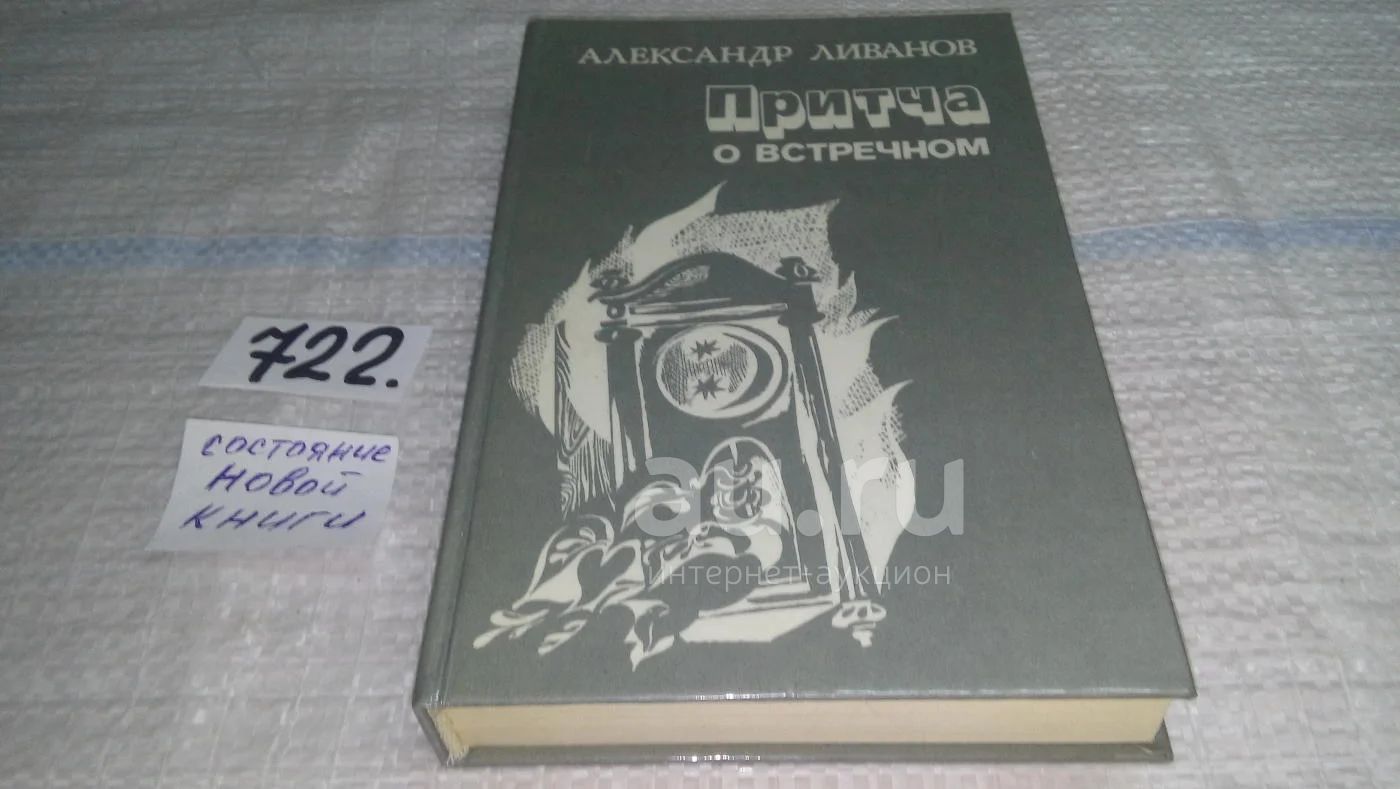 АЛЕКСАНДР ЛИВАНОВ
Притча
О ВСТРЕЧНОМ
722.
состояние
новой
книги
au.ru
интернет-аукцион